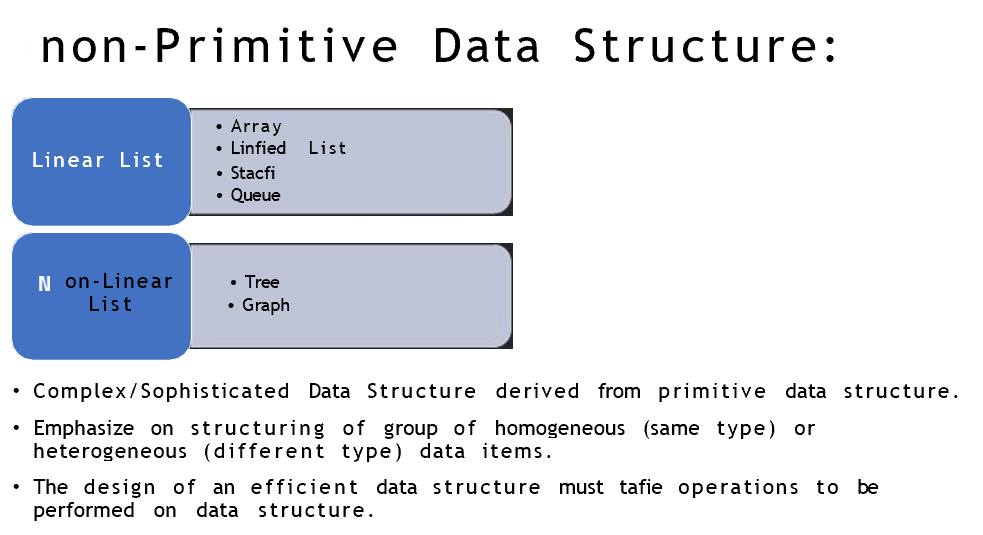 non-Primitive Data Structure:
Linear List
• Array
• Linfied List
• Stacfi
• Queue
N on-Linear
List
• Tree
• Graph
• Complex/Sophisticated Data Structure derived from primitive data structure.
• Emphasize on structuring of group of homogeneous (same type) or
heterogeneous (different type) data items.
• The design of an efficient data structure must tafie operations to be
performed on data structure.